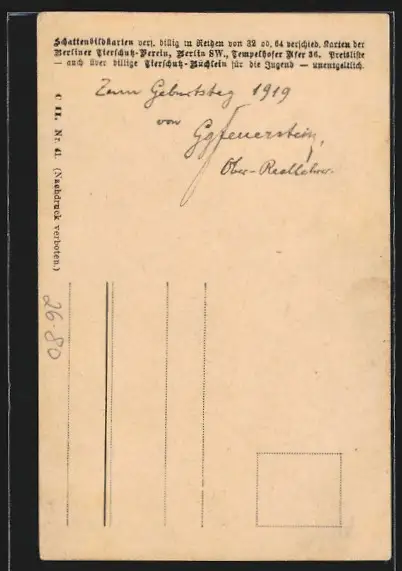 Schattenbildkarten vers. billig in Reihen von 32 od. 64 verschied. Karten der
Berliner Tierschutz-Verein, Berlin SW., Tempelhofer Ufer 36. Preisliste
— auch über billige Tierschutz-Büchlein für die Jugend — unentgeltlich.
Zum Geburtstag 1919
von
Feuerstein,
Ober-Reallehrer.
C II. Nr. 41. (Nachdruck verboten.)
26-80